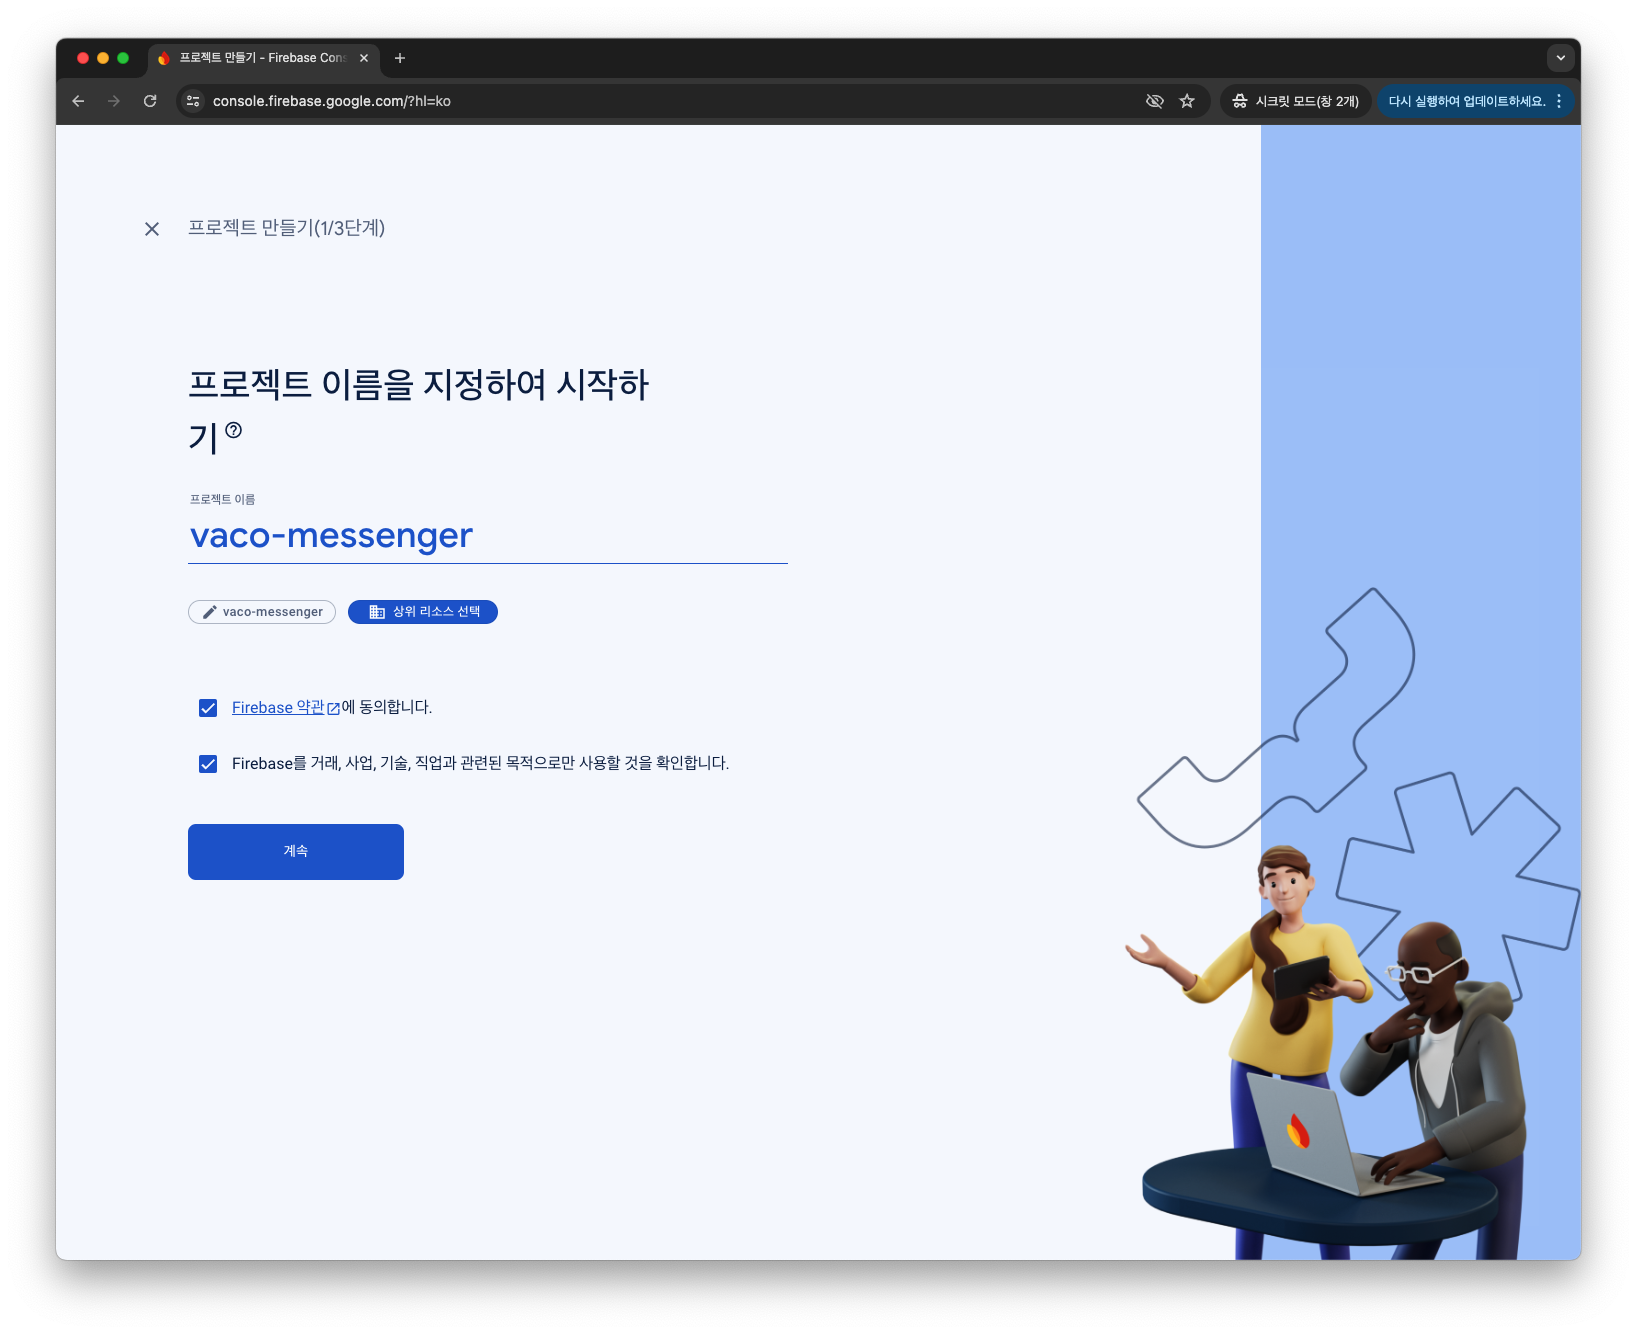 프로젝트 만들기 - Firebase Cons
console.firebase.google.com/?hl=ko
시크릿 모드(창 2개)
다시 실행하여 업데이트하세요.
프로젝트 만들기(1/3단계)
프로젝트 이름을 지정하여 시작하
기
프로젝트 이름
vaco-messenger
vaco-messenger
상위 리소스 선택
Firebase 약관에 동의합니다.
Firebase를 거래, 사업, 기술, 직업과 관련된 목적으로만 사용할 것을 확인합니다.
계속